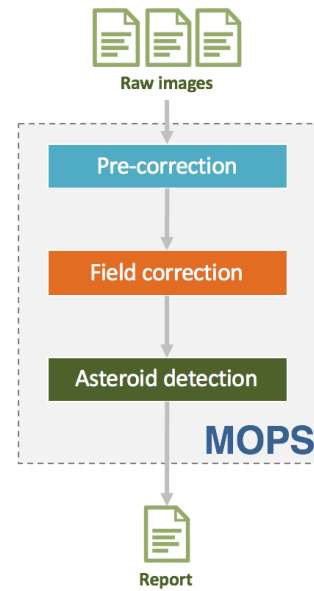 Raw images
Pre-correction
Field correction
Asteroid detection
MOPS
Report